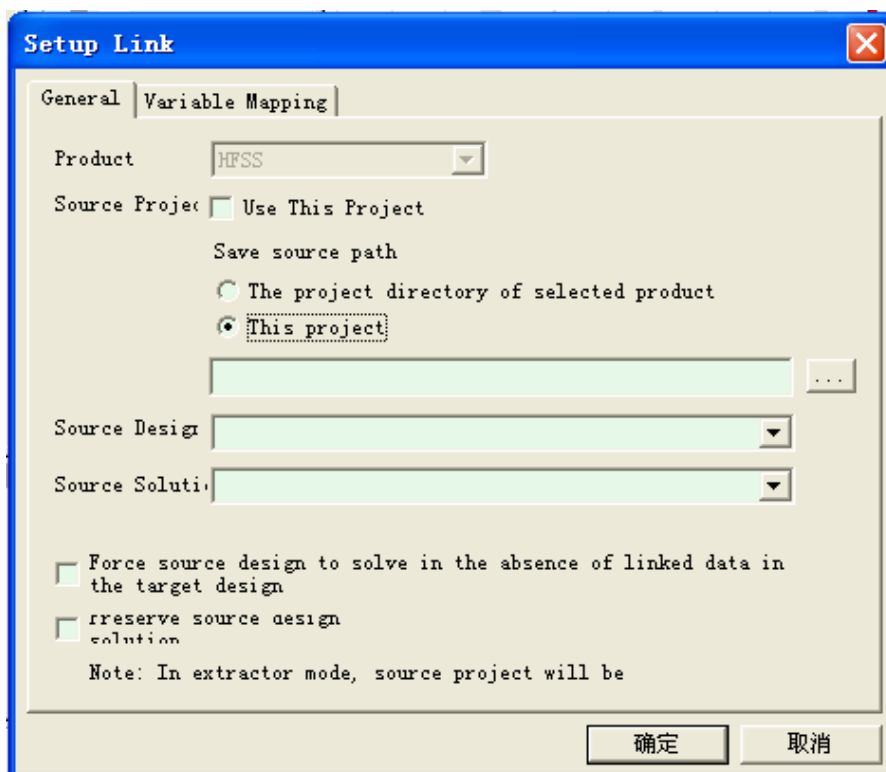 Setup Link
General Variable Mapping
Product HFSS
Source Projec Use This Project
Save source path
The project directory of selected product
This project
...
Source Desig
Source Soluti
Force source design to solve in the absence of linked data in
the target design
Preserve source design
solution
Note: In extractor mode, source project will be
确定 取消